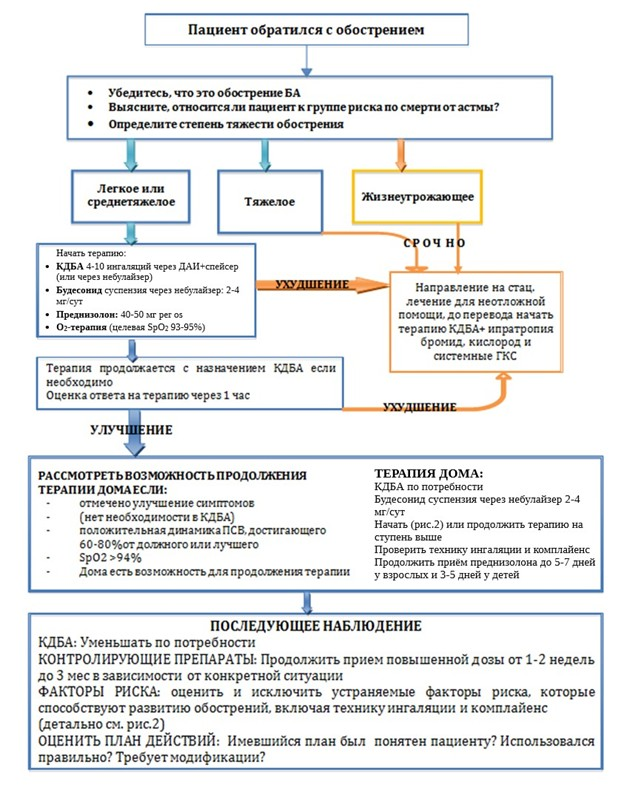 Пациент обратился с обострением
• Убедитесь, что это обострение БА
• Выясните, относится ли пациент к группе риска по смерти от астмы?
• Определите степень тяжести обострения
Легкое или
среднетяжелое
Тяжелое
Жизнеугрожающее
СРОЧНО
Начать терапию:
• КДБА 4-10 ингаляций через ДАИ+спейсер
(или через небулайзер)
• Будесонид суспензия через небулайзер: 2-4
мг/сут
• Преднизолон: 40-50 мг per os
• О₂-терапия (целевая SpO₂ 93-95%)
УХУДШЕНИЕ
Направление на стац,
лечение для неотложной
помощи, до перевода начать
терапию КДБА+ ипратропия
бромид, кислород и
системные ГКС
Терапия продолжается с назначением КДБА если
необходимо
Оценка ответа на терапию через 1 час
УХУДШЕНИЕ
УЛУЧШЕНИЕ
РАССМОТРЕТЬ ВОЗМОЖНОСТЬ ПРОДОЛЖЕНИЯ
ТЕРАПИИ ДОМА ЕСЛИ:
- отмечено улучшение симптомов
- (нет необходимости в КДБА)
- положительная динамика ПСВ, достигающего
60-80%от должного или лучшего
- SpO2 >94%
- Дома есть возможность для продолжения терапии
ТЕРАПИЯ ДОМА:
КДБА по потребности
Будесонид суспензия через небулайзер 2-4
мг/сут
Начать (рис.2) или продолжить терапию на
ступень выше
Проверить технику ингаляции и комплайенс
Продолжить приём преднизолона до 5-7 дней
у взрослых и 3-5 дней у детей
ПОСЛЕДУЮЩЕЕ НАБЛЮДЕНИЕ
КДБА: Уменьшать по потребности
КОНТРОЛИРУЮЩИЕ ПРЕПАРАТЫ: Продолжить прием повышенной дозы от 1-2 недель
до 3 мес в зависимости от конкретной ситуации
ФАКТОРЫ РИСКА: оценить и исключить устраняемые факторы риска, которые
способствуют развитию обострений, включая технику ингаляции и комплайенс
(детально см. рис.2)
ОЦЕНИТЬ ПЛАН ДЕЙСТВИЙ: Имевшийся план был понятен пациенту? Использовался
правильно? Требует модификации?